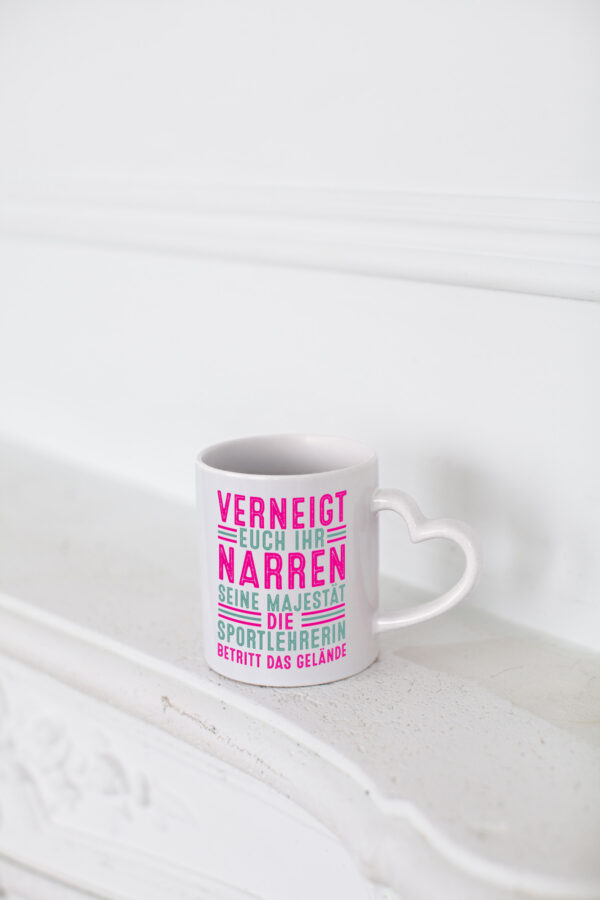 VERNEIGT
EUCH IHR
NARREN
SEINE MAJESTÄT
DIE
SPORTLEHRERIN
BETRITT DAS GELÄNDE